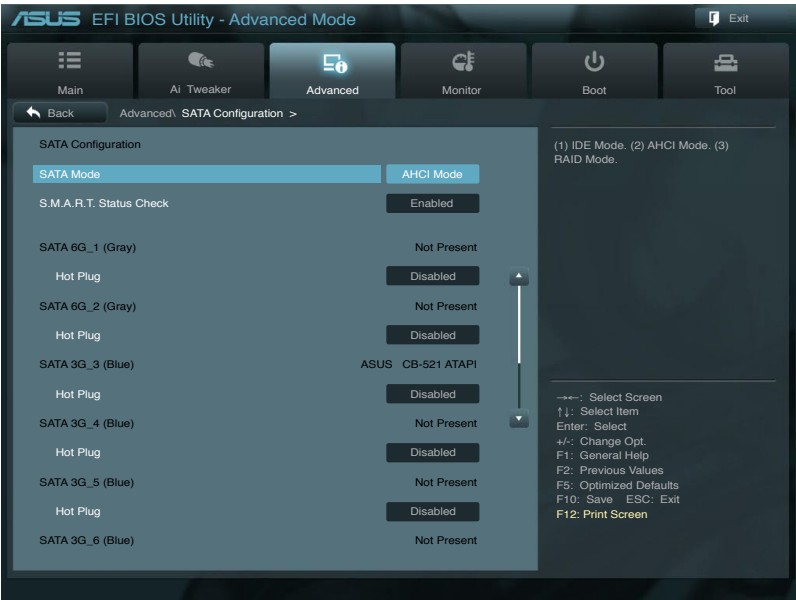 ASUS EFI BIOS Utility - Advanced Mode
Exit
Main
Ai Tweaker
Advanced
Monitor
Boot
Tool
Back
Advanced\ SATA Configuration >
SATA Configuration
SATA Mode AHCI Mode
S.M.A.R.T. Status Check Enabled
SATA 6G_1 (Gray) Not Present
Hot Plug Disabled
SATA 6G_2 (Gray) Not Present
Hot Plug Disabled
SATA 3G_3 (Blue) ASUS CB-521 ATAPI
Hot Plug Disabled
SATA 3G_4 (Blue) Not Present
Hot Plug Disabled
SATA 3G_5 (Blue) Not Present
Hot Plug Disabled
SATA 3G_6 (Blue) Not Present
(1) IDE Mode. (2) AHCI Mode. (3)
RAID Mode.
→←: Select Screen
↑↓: Select Item
Enter: Select
+/-: Change Opt.
F1: General Help
F2: Previous Values
F5: Optimized Defaults
F10: Save ESC: Exit
F12: Print Screen